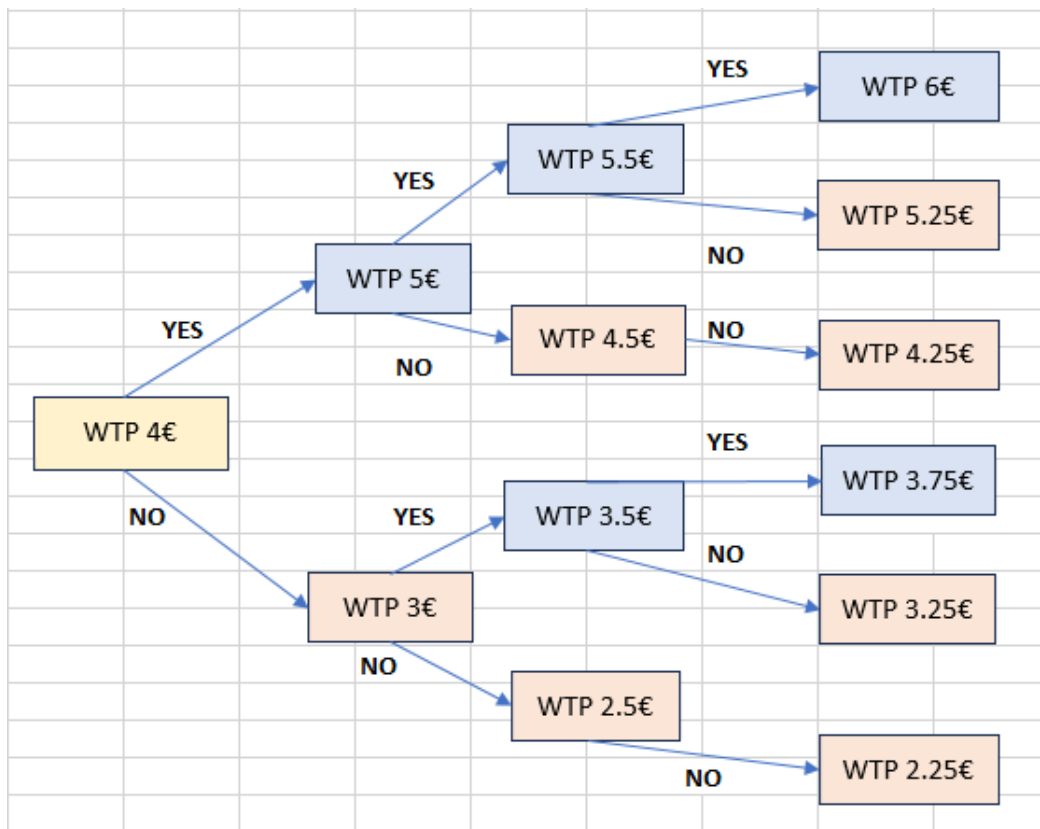 YES
WTP 6€
WTP 5.5€
YES
WTP 5.25€
NO
WTP 5€
YES
WTP 4.5€
NO
NO
WTP 4.25€
WTP 4€
YES
WTP 3.75€
NO
YES
WTP 3.5€
NO
WTP 3€
WTP 3.25€
NO
WTP 2.5€
NO
WTP 2.25€